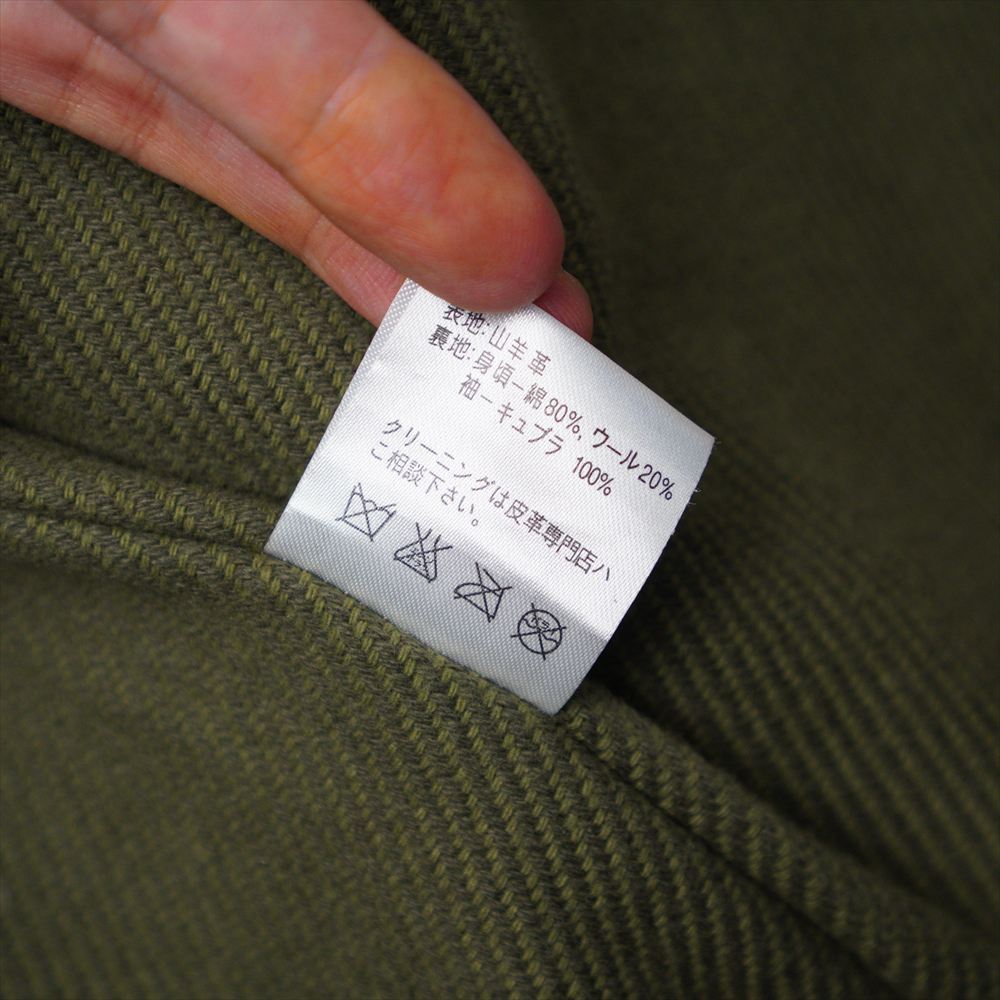 表地:山羊革
裏地:身頃ー綿80%, ウール20%
袖ーキュプラ 100%
クリーニングは皮革専門店ハ
ご相談下さい。